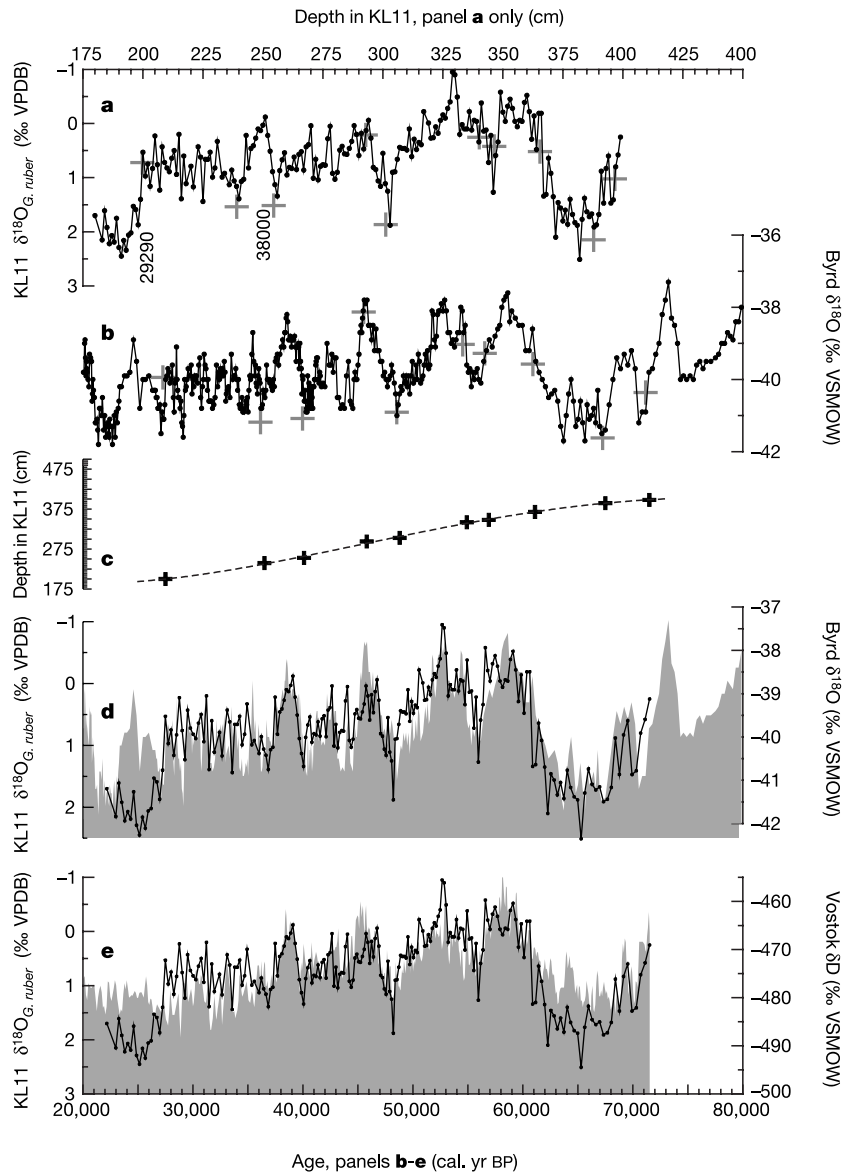 Depth in KL11, panel a only (cm)
175 200 225 250 275 300 325 350 375 400 425 400
a
−1
0
1
2
3
KL11 δ¹⁸O G. ruber (‰ VPDB)
29290
38000
b
−36
−38
−40
−42
Byrd δ¹⁸O (‰ VSMOW)
c
475
375
275
175
Depth in KL11 (cm)
d
−1
0
1
2
KL11 δ¹⁸O G. ruber (‰ VPDB)
−37
−38
−39
−40
−41
−42
Byrd δ¹⁸O (‰ VSMOW)
e
−1
0
1
2
3
KL11 δ¹⁸O G. ruber (‰ VPDB)
−460
−470
−480
−490
−500
Vostok δD (‰ VSMOW)
20,000 30,000 40,000 50,000 60,000 70,000 80,000
Age, panels b-e (cal. yr BP)